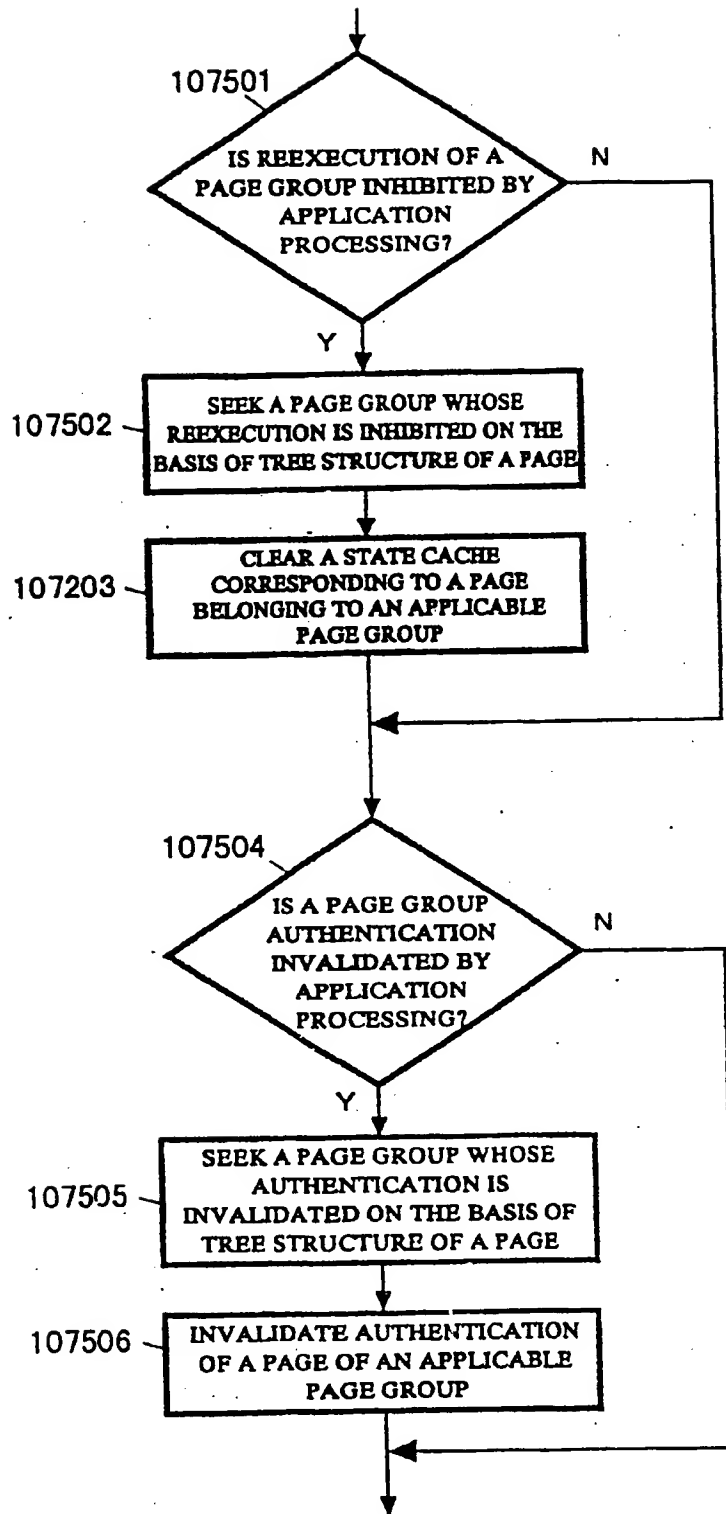 107501
IS REEXECUTION OF A
PAGE GROUP INHIBITED BY
APPLICATION
PROCESSING?
N
Y
107502
SEEK A PAGE GROUP WHOSE
REEXECUTION IS INHIBITED ON THE
BASIS OF TREE STRUCTURE OF A PAGE
107203
CLEAR A STATE CACHE
CORRESPONDING TO A PAGE
BELONGING TO AN APPLICABLE
PAGE GROUP
107504
IS A PAGE GROUP
AUTHENTICATION
INVALIDATED BY
APPLICATION
PROCESSING?
N
Y
107505
SEEK A PAGE GROUP WHOSE
AUTHENTICATION IS
INVALIDATED ON THE BASIS OF
TREE STRUCTURE OF A PAGE
107506
INVALIDATE AUTHENTICATION
OF A PAGE OF AN APPLICABLE
PAGE GROUP